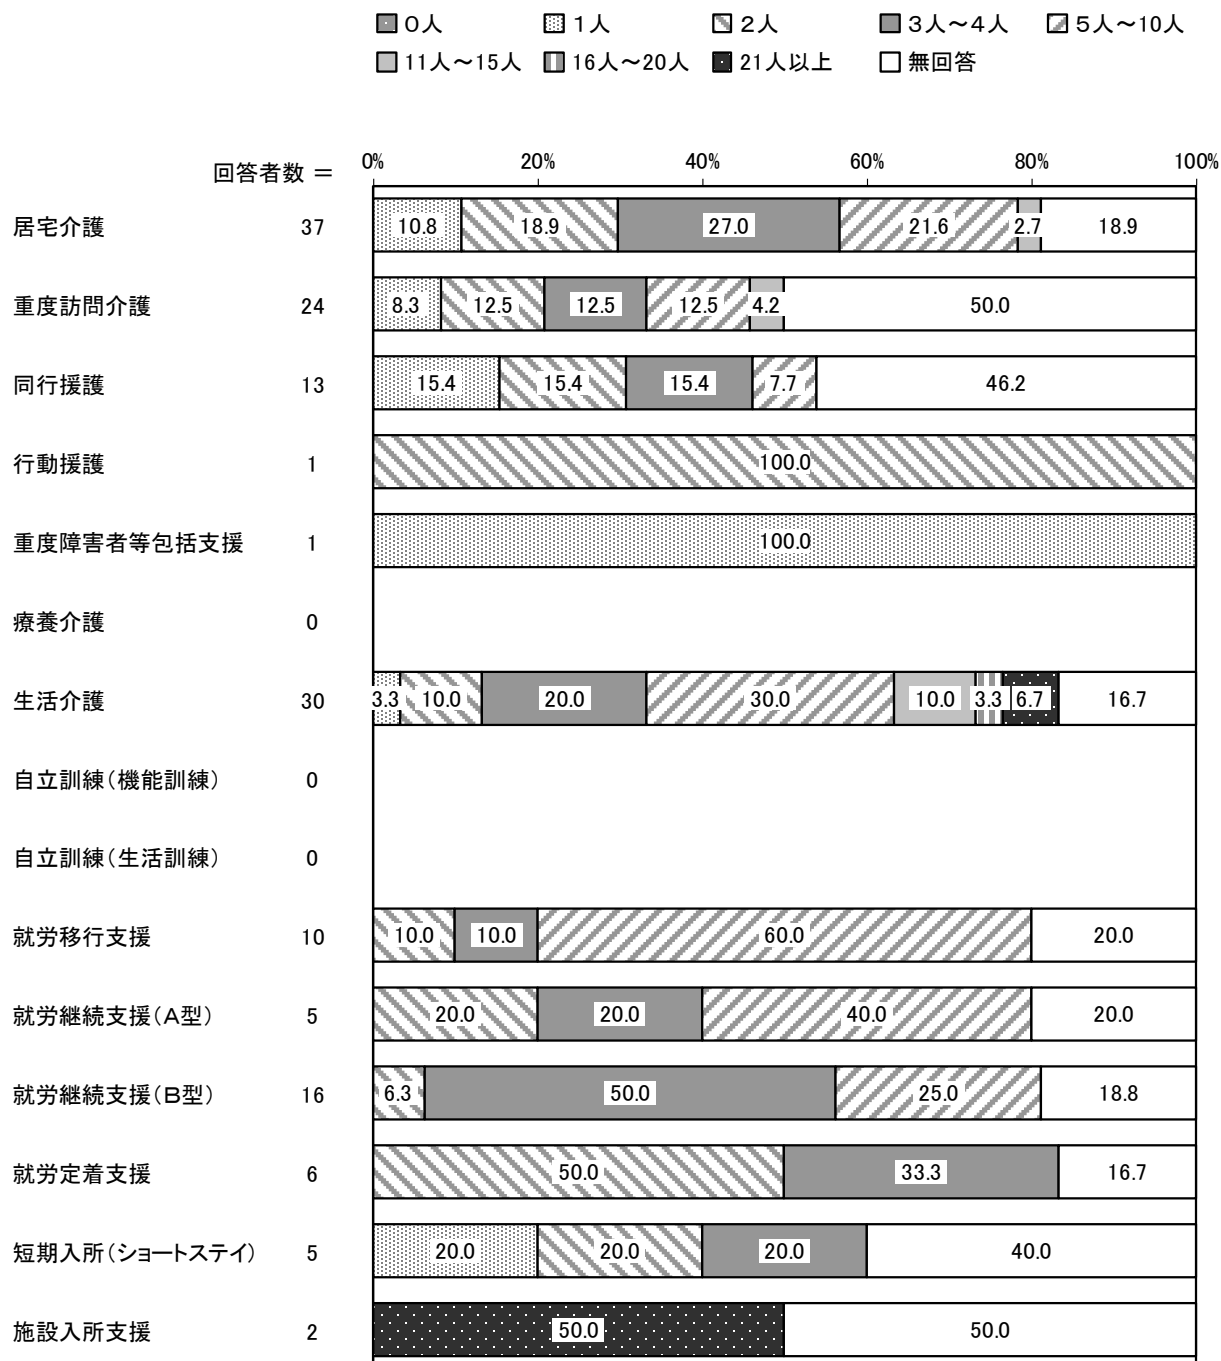 ０人 １人 ２人 ３人～４人 ５人～10人
11人～15人 16人～20人 21人以上 無回答
回答者数 ＝ 0% 20% 40% 60% 80% 100%
居宅介護 37 10.8 18.9 27.0 21.6 2.7 18.9
重度訪問介護 24 8.3 12.5 12.5 12.5 4.2 50.0
同行援護 13 15.4 15.4 15.4 7.7 46.2
行動援護 1 100.0
重度障害者等包括支援 1 100.0
療養介護 0
生活介護 30 3.3 10.0 20.0 30.0 10.0 3.3 6.7 16.7
自立訓練（機能訓練） 0
自立訓練（生活訓練） 0
就労移行支援 10 10.0 10.0 60.0 20.0
就労継続支援（Ａ型） 5 20.0 20.0 40.0 20.0
就労継続支援（Ｂ型） 16 6.3 50.0 25.0 18.8
就労定着支援 6 50.0 33.3 16.7
短期入所（ショートステイ） 5 20.0 20.0 20.0 40.0
施設入所支援 2 50.0 50.0